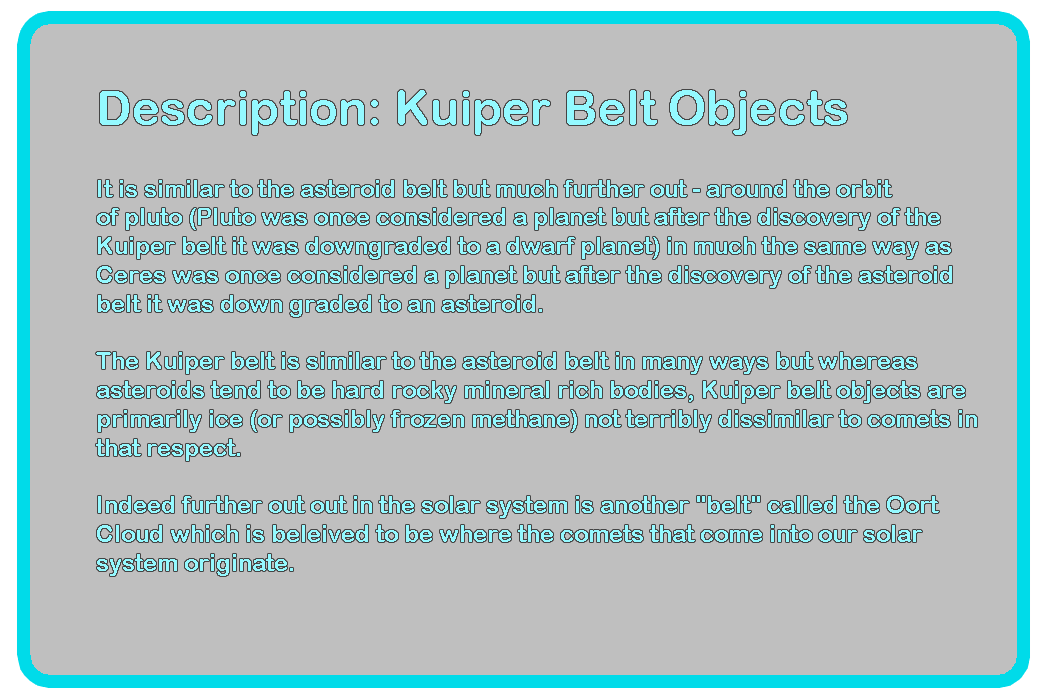 Description: Kuiper Belt Objects
It is similar to the asteroid belt but much further out - around the orbit
of pluto (Pluto was once considered a planet but after the discovery of the
Kuiper belt it was downgraded to a dwarf planet) in much the same way as
Ceres was once considered a planet but after the discovery of the asteroid
belt it was down graded to an asteroid.
The Kuiper belt is similar to the asteroid belt in many ways but whereas
asteroids tend to be hard rocky mineral rich bodies, Kuiper belt objects are
primarily ice (or possibly frozen methane) not terribly dissimilar to comets in
that respect.
Indeed further out out in the solar system is another "belt" called the Oort
Cloud which is beleived to be where the comets that come into our solar
system originate.